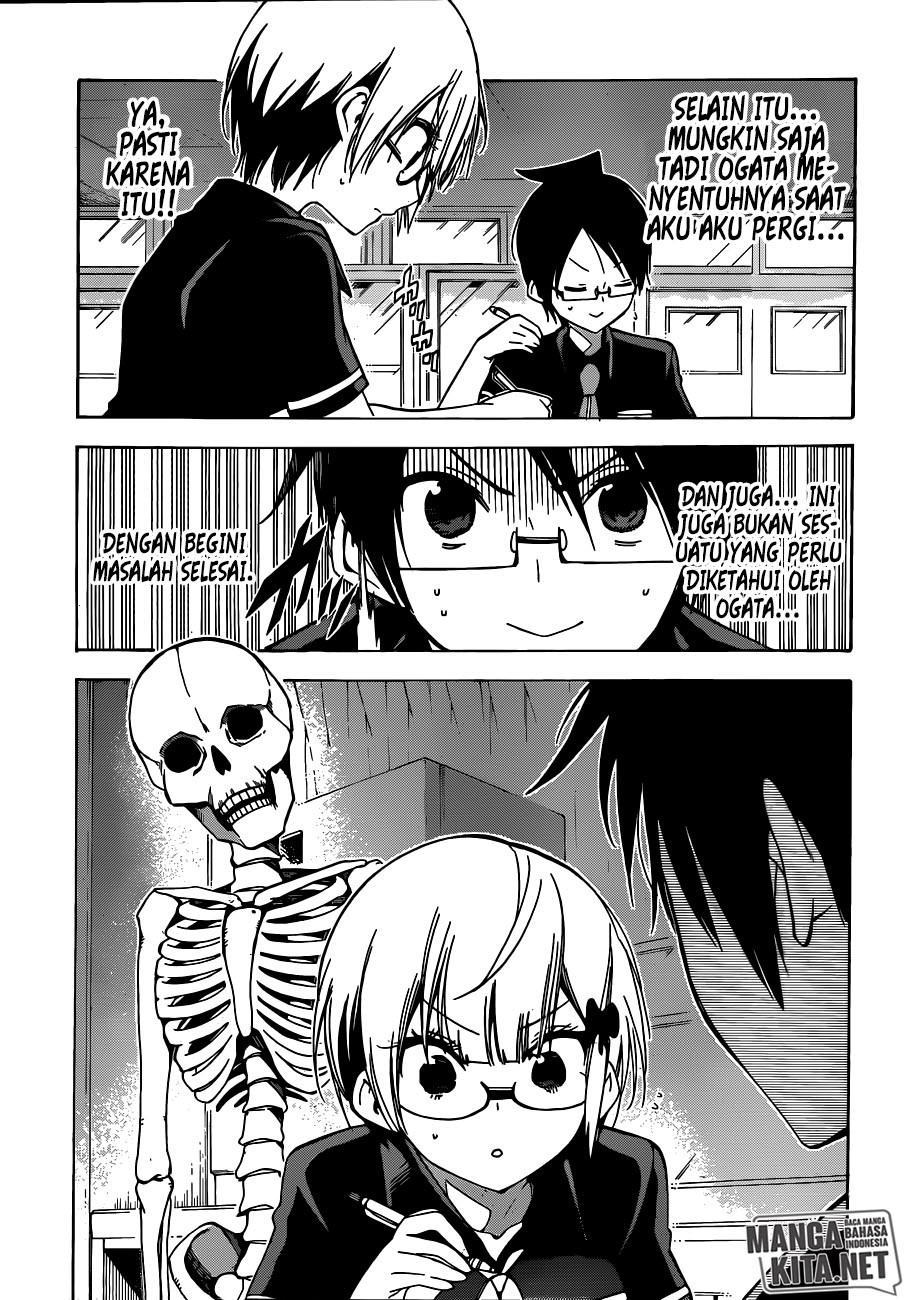 SELAIN ITU...
MUNGKIN SAJA
TADI OGATA ME-
NYENTUHNYA SAAT
AKU AKU PERGI...
YA,
PASTI
KARENA
ITU!!
DAN JUGA... INI
JUGA BUKAN SES-
UATU YANG PERLU
DIKETAHUI OLEH
OGATA...
DENGAN BEGINI
MASALAH SELESAI.
MANGA
BACA MANGA
BAHASA
INDONESIA
KITA.NET